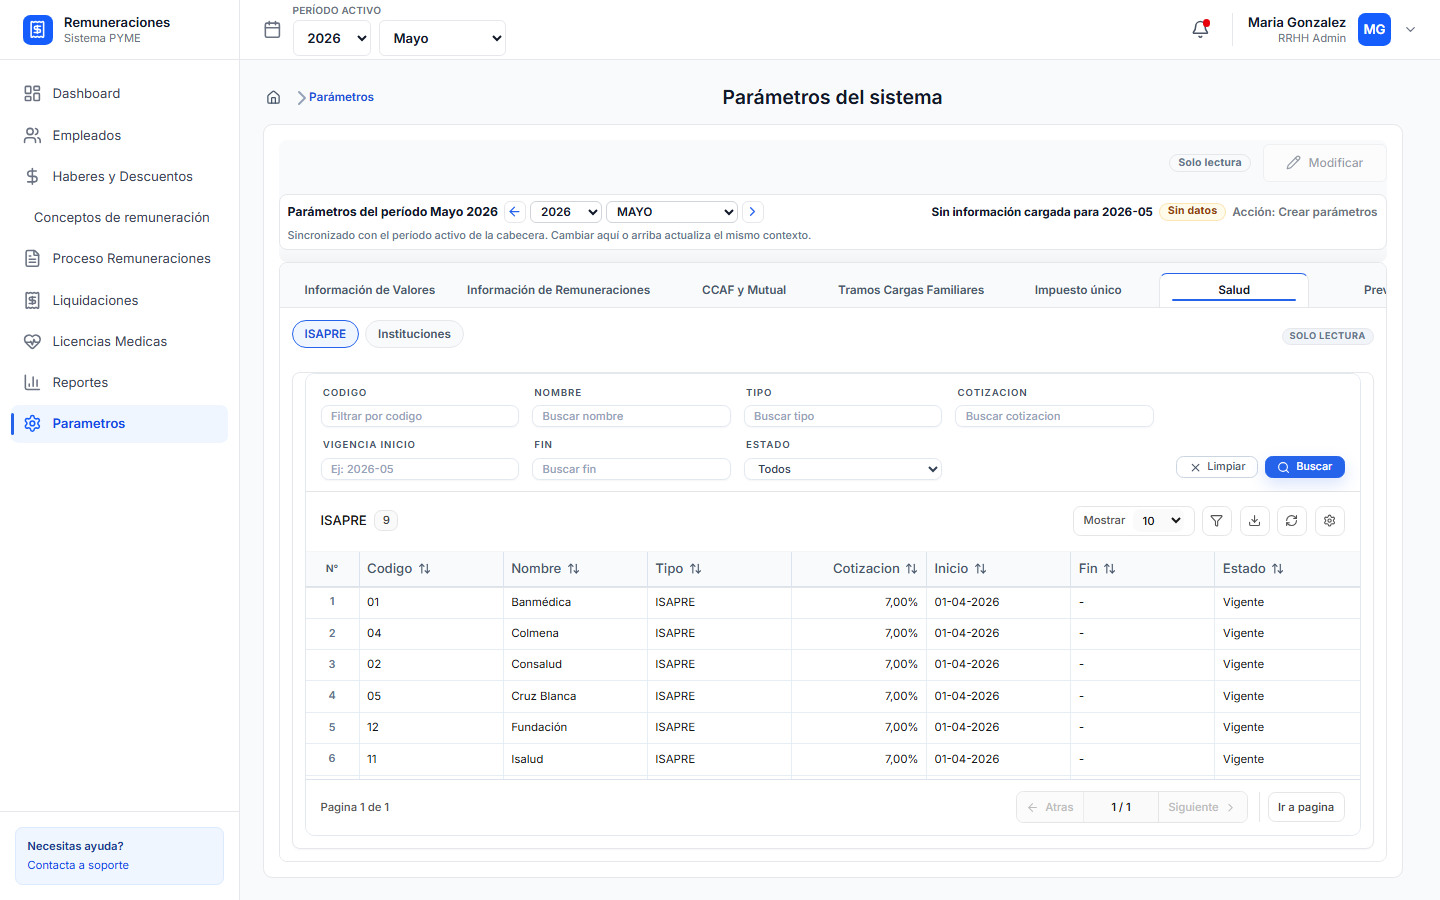 Remuneraciones
Sistema PYME
PERÍODO ACTIVO
2026
Mayo
Maria Gonzalez
RRHH Admin
MG
Dashboard
Empleados
Haberes y Descuentos
Conceptos de remuneración
Proceso Remuneraciones
Liquidaciones
Licencias Medicas
Reportes
Parametros
Necesitas ayuda?
Contacta a soporte
Parámetros
Parámetros del sistema
Solo lectura
Modificar
Parámetros del período Mayo 2026
2026
MAYO
Sin información cargada para 2026-05
Sin datos
Acción: Crear parámetros
Sincronizado con el período activo de la cabecera. Cambiar aquí o arriba actualiza el mismo contexto.
Información de Valores
Información de Remuneraciones
CCAF y Mutual
Tramos Cargas Familiares
Impuesto único
Salud
Prev
ISAPRE
Instituciones
SOLO LECTURA
CODIGO
NOMBRE
TIPO
COTIZACION
Filtrar por codigo
Buscar nombre
Buscar tipo
Buscar cotizacion
VIGENCIA INICIO
FIN
ESTADO
Ej: 2026-05
Buscar fin
Todos
Limpiar
Buscar
ISAPRE 9
Mostrar 10
N° Codigo Nombre Tipo Cotizacion Inicio Fin Estado
1 01 Banmédica ISAPRE 7,00% 01-04-2026 - Vigente
2 04 Colmena ISAPRE 7,00% 01-04-2026 - Vigente
3 02 Consalud ISAPRE 7,00% 01-04-2026 - Vigente
4 05 Cruz Blanca ISAPRE 7,00% 01-04-2026 - Vigente
5 12 Fundación ISAPRE 7,00% 01-04-2026 - Vigente
6 11 Isalud ISAPRE 7,00% 01-04-2026 - Vigente
Pagina 1 de 1
Atras
1 / 1
Siguiente
Ir a pagina